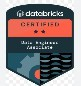 databricks
CERTIFIED
Data Engineer
Associate